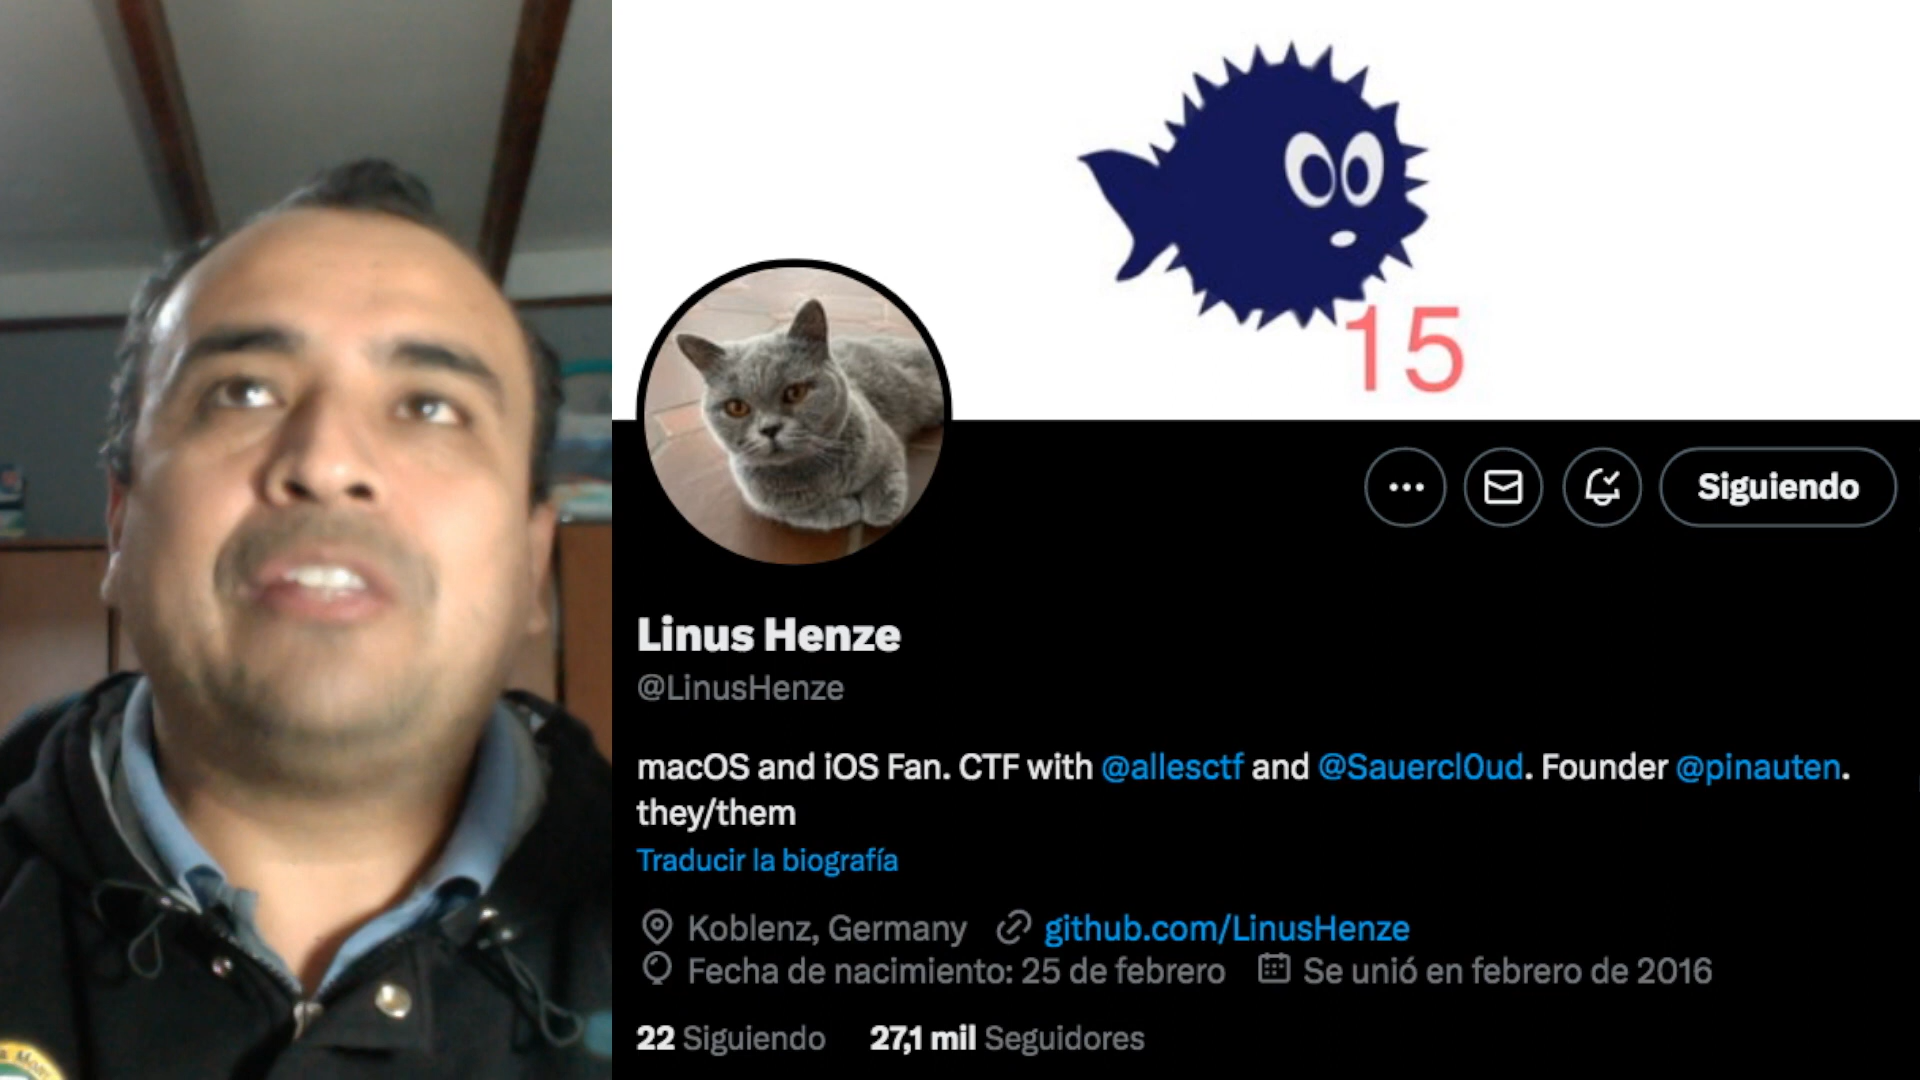 15
Siguiendo
Linus Henze
@LinusHenze
macOS and iOS Fan. CTF with @allesctf and @Sauercl0ud. Founder @pinauten.
they/them
Traducir la biografía
Koblenz, Germany github.com/LinusHenze
Fecha de nacimiento: 25 de febrero Se unió en febrero de 2016
22 Siguiendo 27,1 mil Seguidores